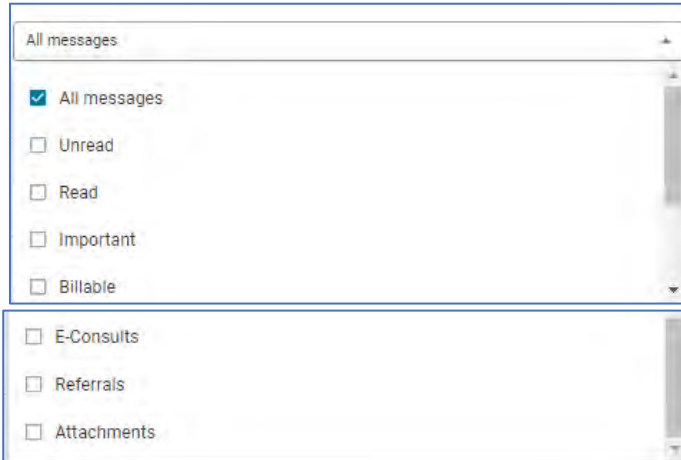 All messages
All messages
Unread
Read
Important
Billable
E-Consults
Referrals
Attachments